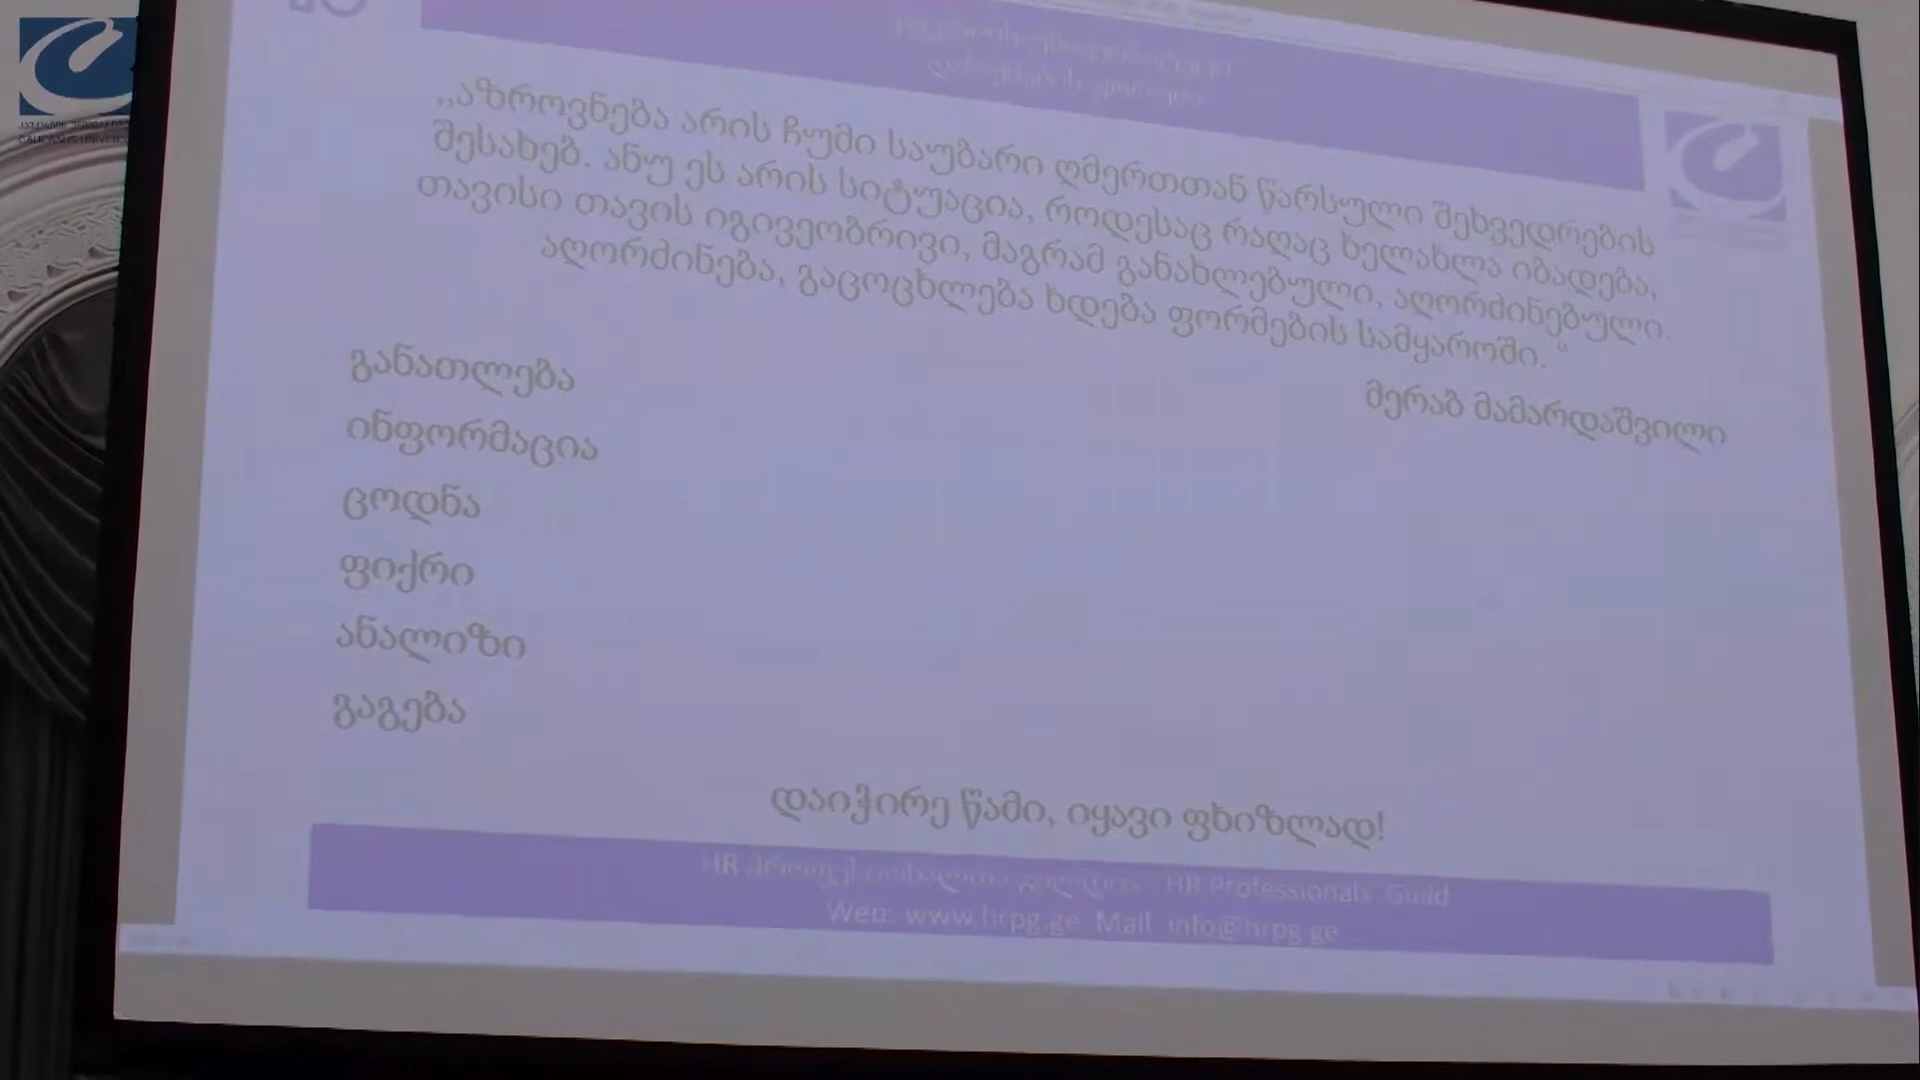 ,,აზროვნება არის ჩუმი საუბარი ღმერთთან წარსული შეხვედრების
შესახებ. ანუ ეს არის სიტუაცია, როდესაც რაღაც ხელახლა იბადება,
თავისი თავის იგივეობრივი, მაგრამ განახლებული, აღორძინებული.
აღორძინება, გაცოცხლება ხდება ფორმების სამყაროში.“
მერაბ მამარდაშვილი
განათლება
ინფორმაცია
ცოდნა
ფიქრი
ანალიზი
გაგება
დაიჭირე წამი, იყავი ფხიზლად!
HR HR Professionals Guild
Web: www.hrpg.ge Mail info@hrpg.ge